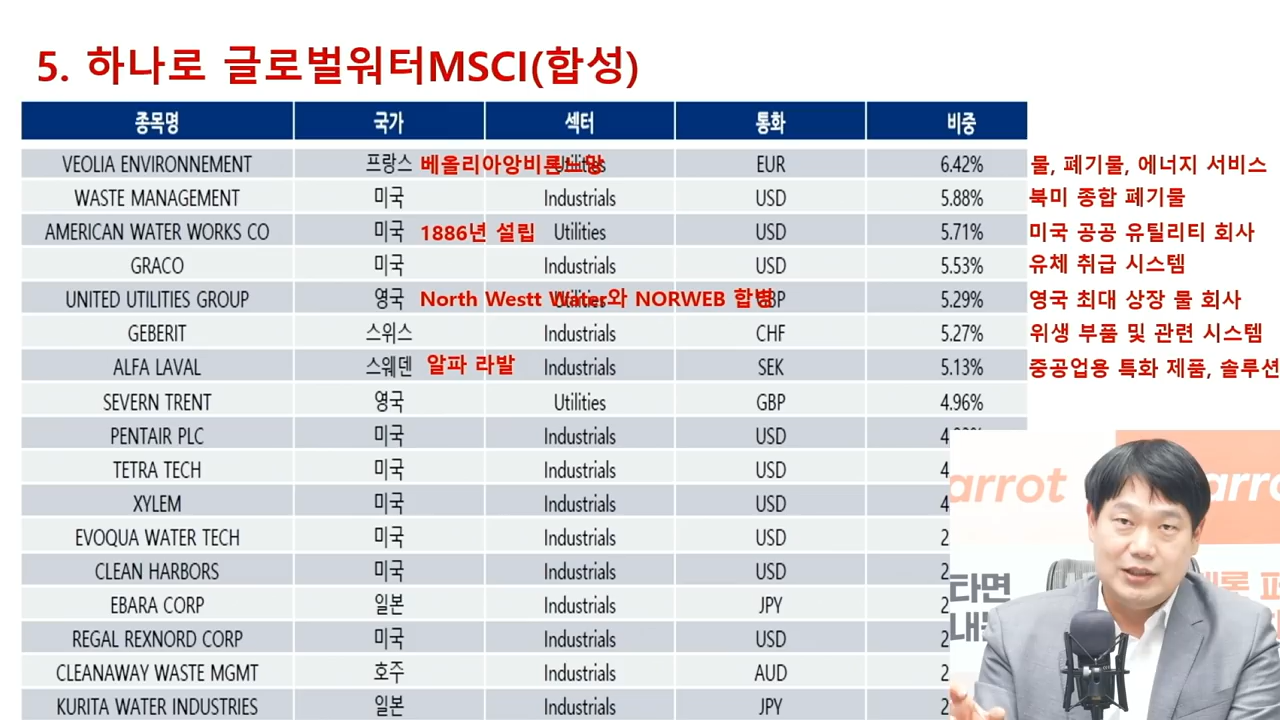 5. 하나로 글로벌워터MSCI(합성)
종목명 국가 섹터 통화 비중
VEOLIA ENVIRONNEMENT 프랑스 베올리아앙비론느망 EUR 6.42% 물, 폐기물, 에너지 서비스
WASTE MANAGEMENT 미국 Industrials USD 5.88% 북미 종합 폐기물
AMERICAN WATER WORKS CO 미국 1886년 설립 Utilities USD 5.71% 미국 공공 유틸리티 회사
GRACO 미국 Industrials USD 5.53% 유체 취급 시스템
UNITED UTILITIES GROUP 영국 North Westt Water와 NORWEB 합병 5.29% 영국 최대 상장 물 회사
GEBERIT 스위스 Industrials CHF 5.27% 위생 부품 및 관련 시스템
ALFA LAVAL 스웨덴 알파 라발 Industrials SEK 5.13% 중공업용 특화 제품, 솔루션
SEVERN TRENT 영국 Utilities GBP 4.96%
PENTAIR PLC 미국 Industrials USD
TETRA TECH 미국 Industrials USD 4
XYLEM 미국 Industrials USD 4
EVOQUA WATER TECH 미국 Industrials USD 2
CLEAN HARBORS 미국 Industrials USD 2
EBARA CORP 일본 Industrials JPY 2
REGAL REXNORD CORP 미국 Industrials USD 2
CLEANAWAY WASTE MGMT 호주 Industrials AUD 2
KURITA WATER INDUSTRIES 일본 Industrials JPY 2
arrot arro
타면